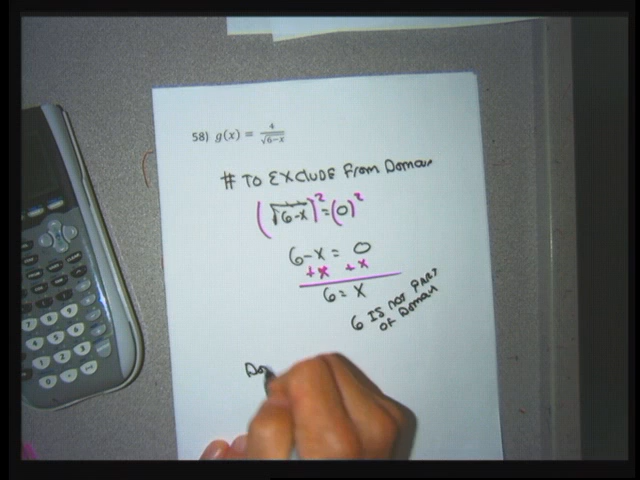 58) g(x) = 4/√6-x
# TO EXCLUDE From Domain
(√6-x)² = (0)²
6-x = 0
+x +x
6 = x
6 IS NOT PART
OF Domain
Do